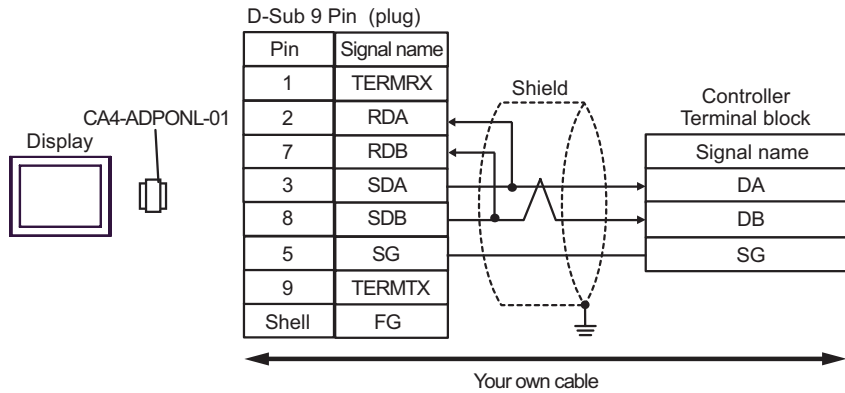 D-Sub 9 Pin (plug)
Pin Signal name
1 TERMRX
2 RDA
7 RDB
3 SDA
8 SDB
5 SG
9 TERMTX
Shell FG
CA4-ADPONL-01
Display
Shield
Controller
Terminal block
Signal name
DA
DB
SG
Your own cable